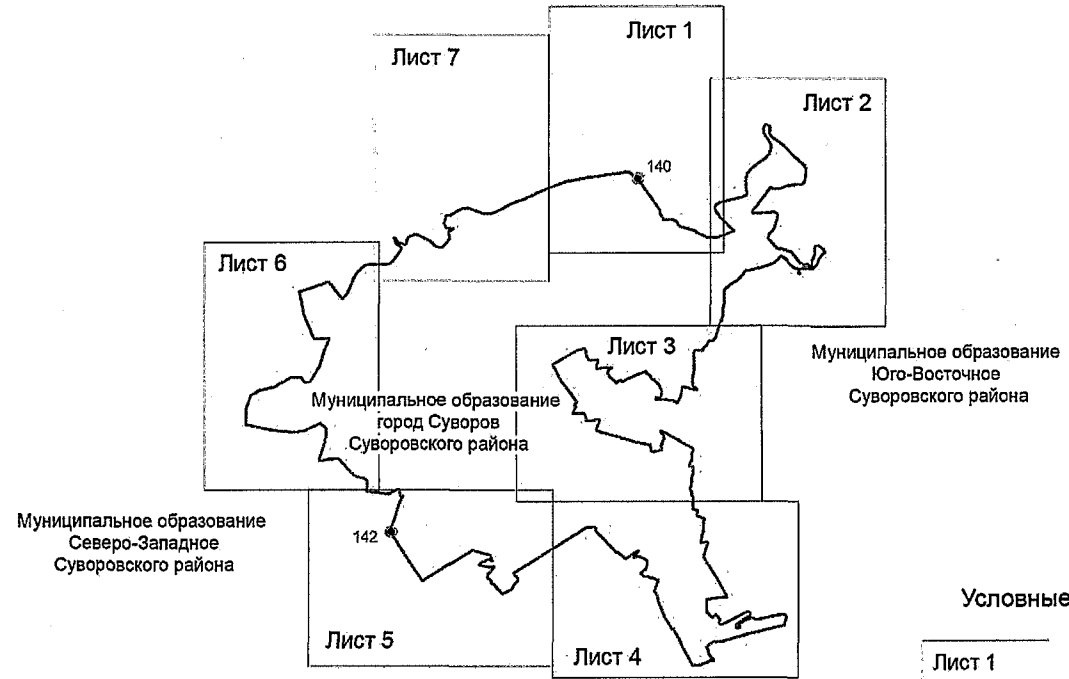 Лист 1
Лист 7
Лист 2
140
Лист 6
Лист 3
Муниципальное образование
Юго-Восточное
Суворовского района
Муниципальное образование
город Суворов
Суворовского района
Муниципальное образование
Северо-Западное
Суворовского района
142
Условные
Лист 5
Лист 4
Лист 1